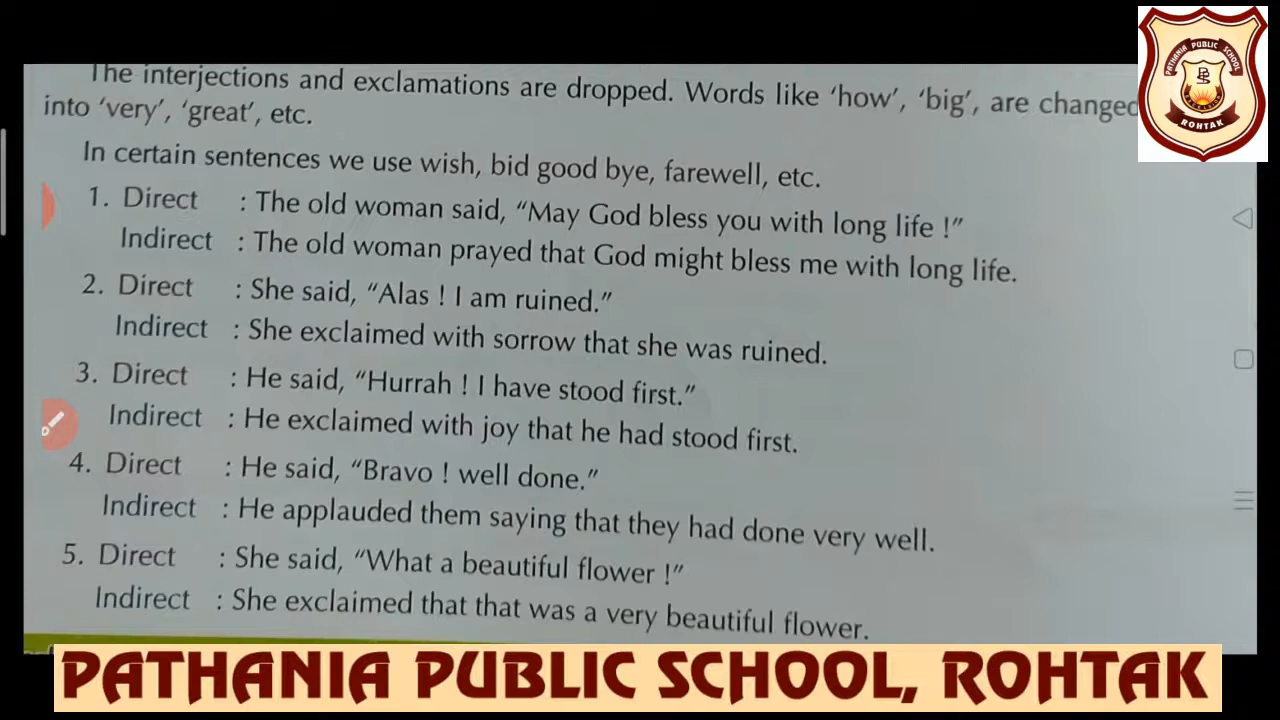 PATHANIA PUBLIC SCHOOL
ROHTAK
The interjections and exclamations are dropped. Words like ‘how’, ‘big’, are changed
into ‘very’, ‘great’, etc.
In certain sentences we use wish, bid good bye, farewell, etc.
1. Direct : The old woman said, “May God bless you with long life !”
Indirect : The old woman prayed that God might bless me with long life.
2. Direct : She said, “Alas ! I am ruined.”
Indirect : She exclaimed with sorrow that she was ruined.
3. Direct : He said, “Hurrah ! I have stood first.”
Indirect : He exclaimed with joy that he had stood first.
4. Direct : He said, “Bravo ! well done.”
Indirect : He applauded them saying that they had done very well.
5. Direct : She said, “What a beautiful flower !”
Indirect : She exclaimed that that was a very beautiful flower.
PATHANIA PUBLIC SCHOOL, ROHTAK